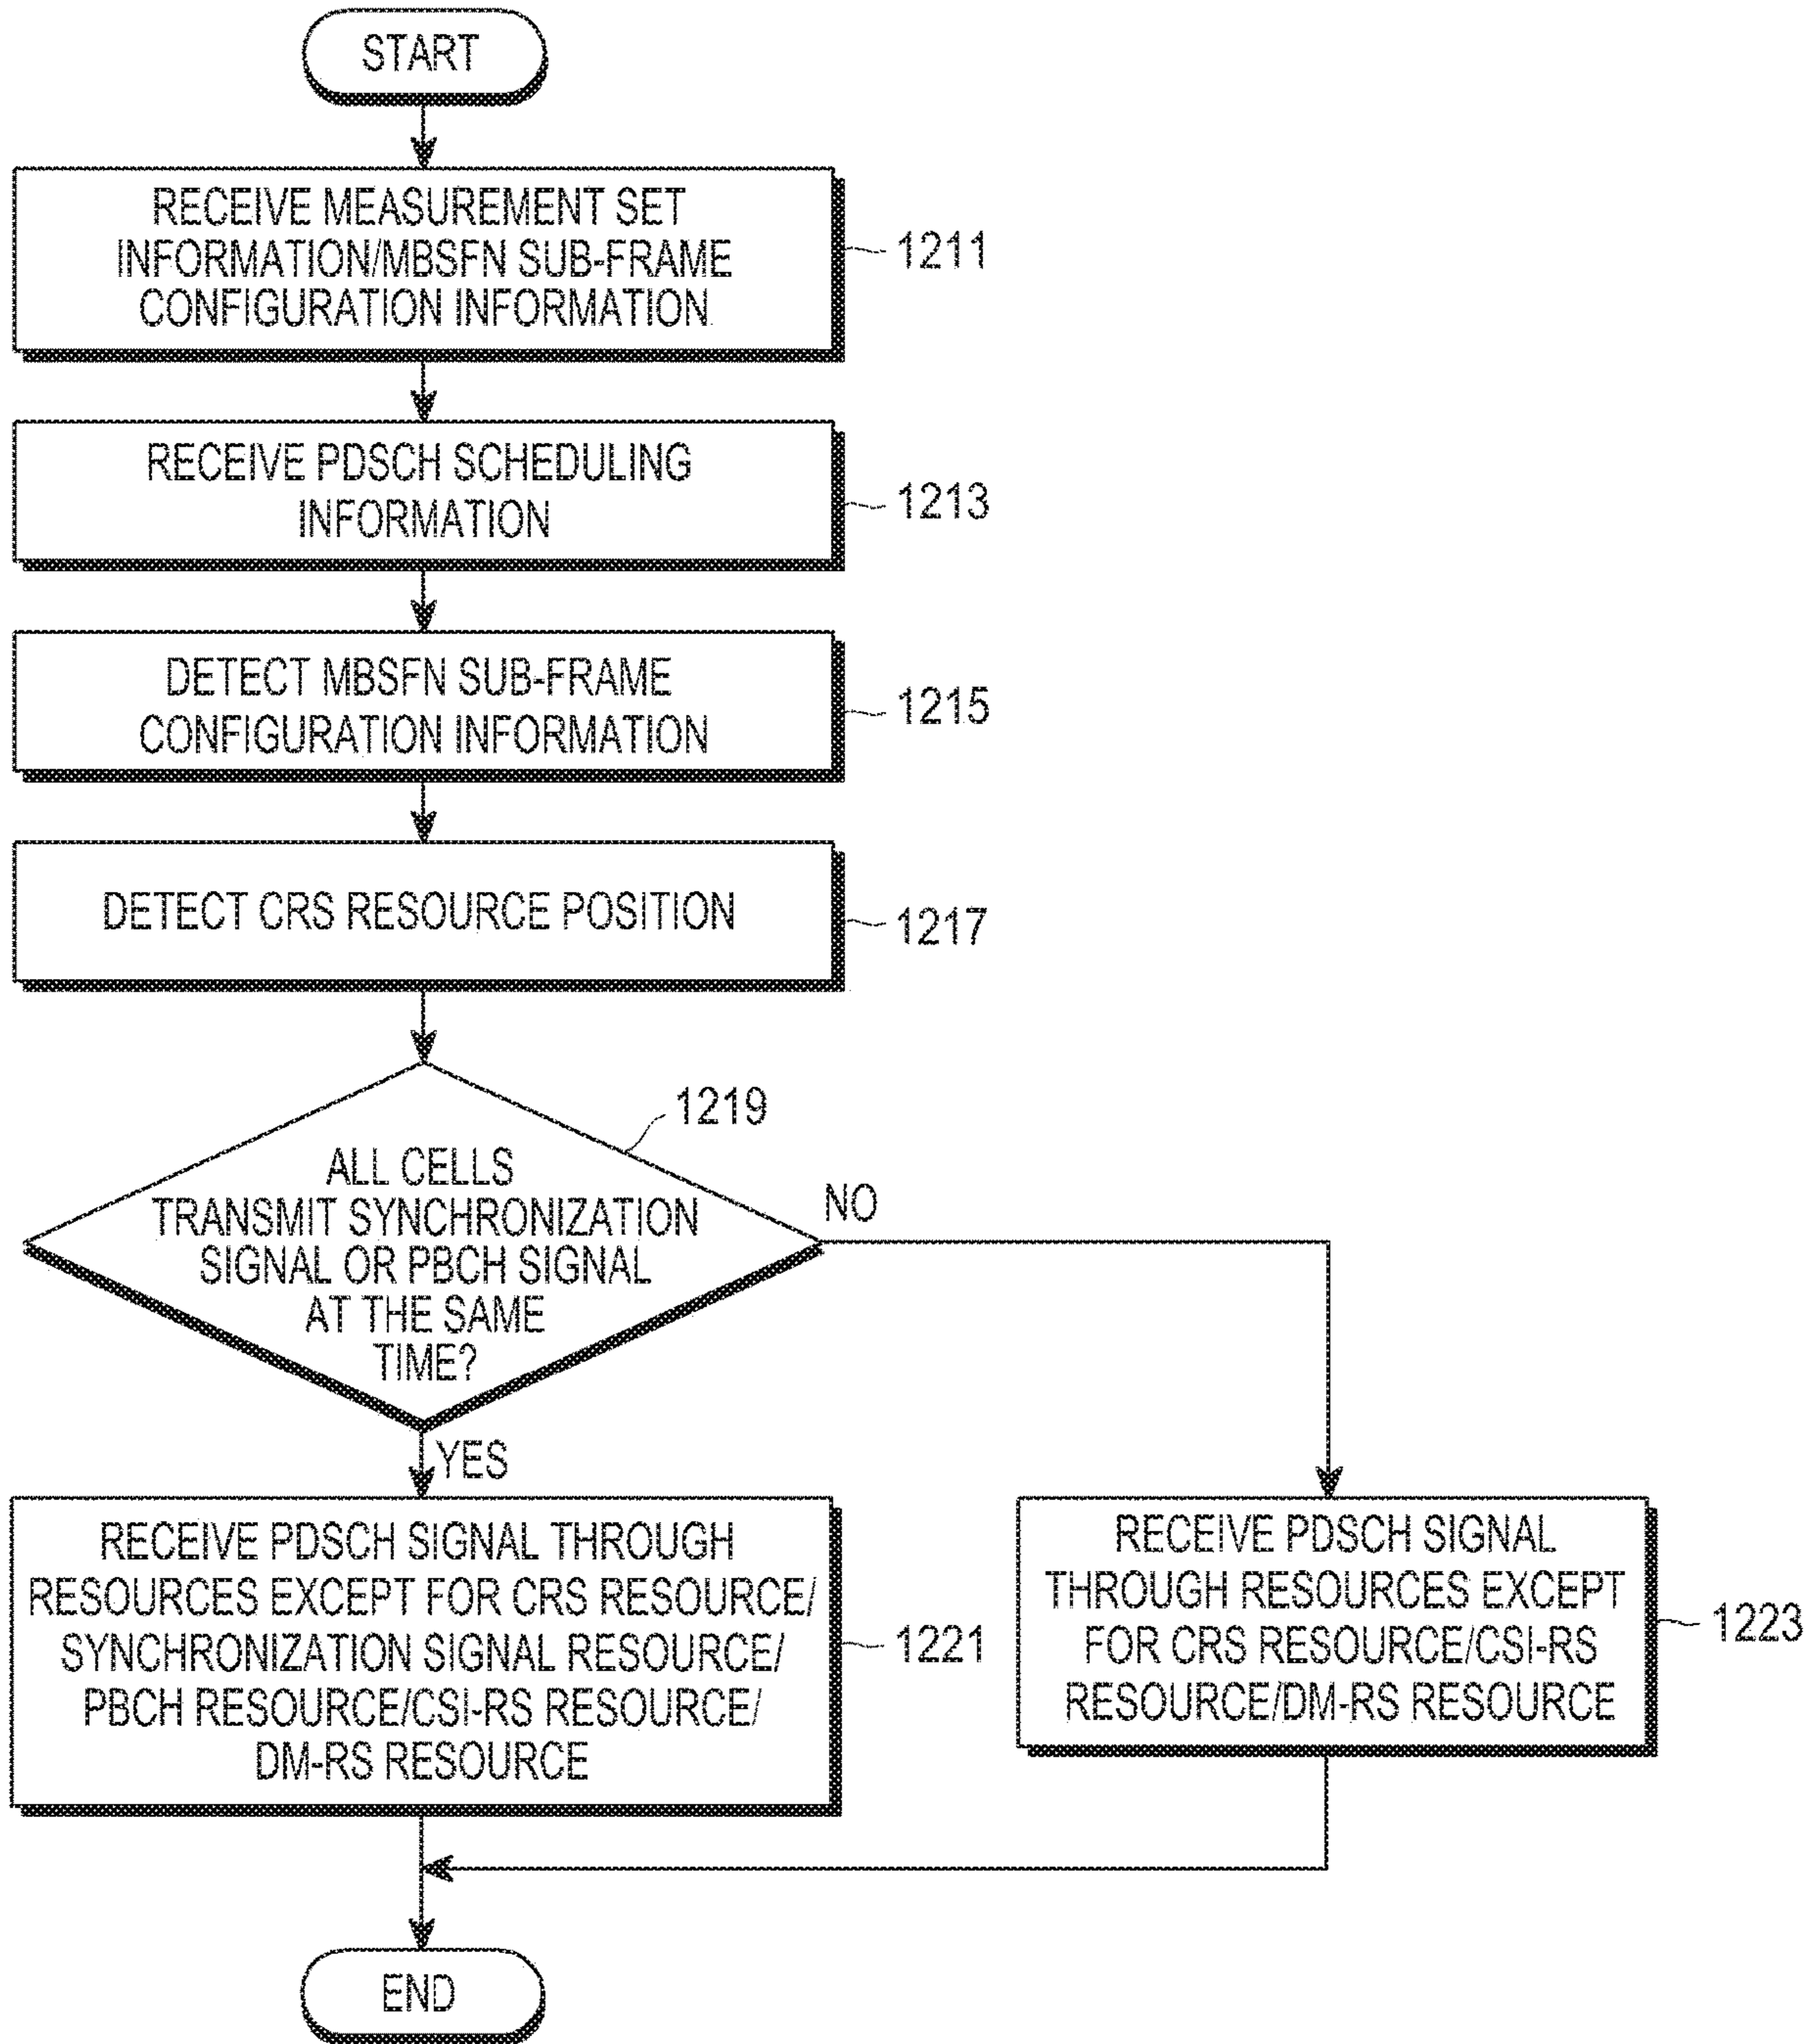 START
RECEIVE MEASUREMENT SET
INFORMATION/MBSFN SUB-FRAME
CONFIGURATION INFORMATION
1211
RECEIVE PDSCH SCHEDULING
INFORMATION
1213
DETECT MBSFN SUB-FRAME
CONFIGURATION INFORMATION
1215
DETECT CRS RESOURCE POSITION
1217
1219
ALL CELLS
TRANSMIT SYNCHRONIZATION
SIGNAL OR PBCH SIGNAL
AT THE SAME
TIME?
NO
YES
RECEIVE PDSCH SIGNAL THROUGH
RESOURCES EXCEPT FOR CRS RESOURCE/
SYNCHRONIZATION SIGNAL RESOURCE/
PBCH RESOURCE/CSI-RS RESOURCE/
DM-RS RESOURCE
1221
RECEIVE PDSCH SIGNAL
THROUGH RESOURCES EXCEPT
FOR CRS RESOURCE/CSI-RS
RESOURCE/DM-RS RESOURCE
1223
END